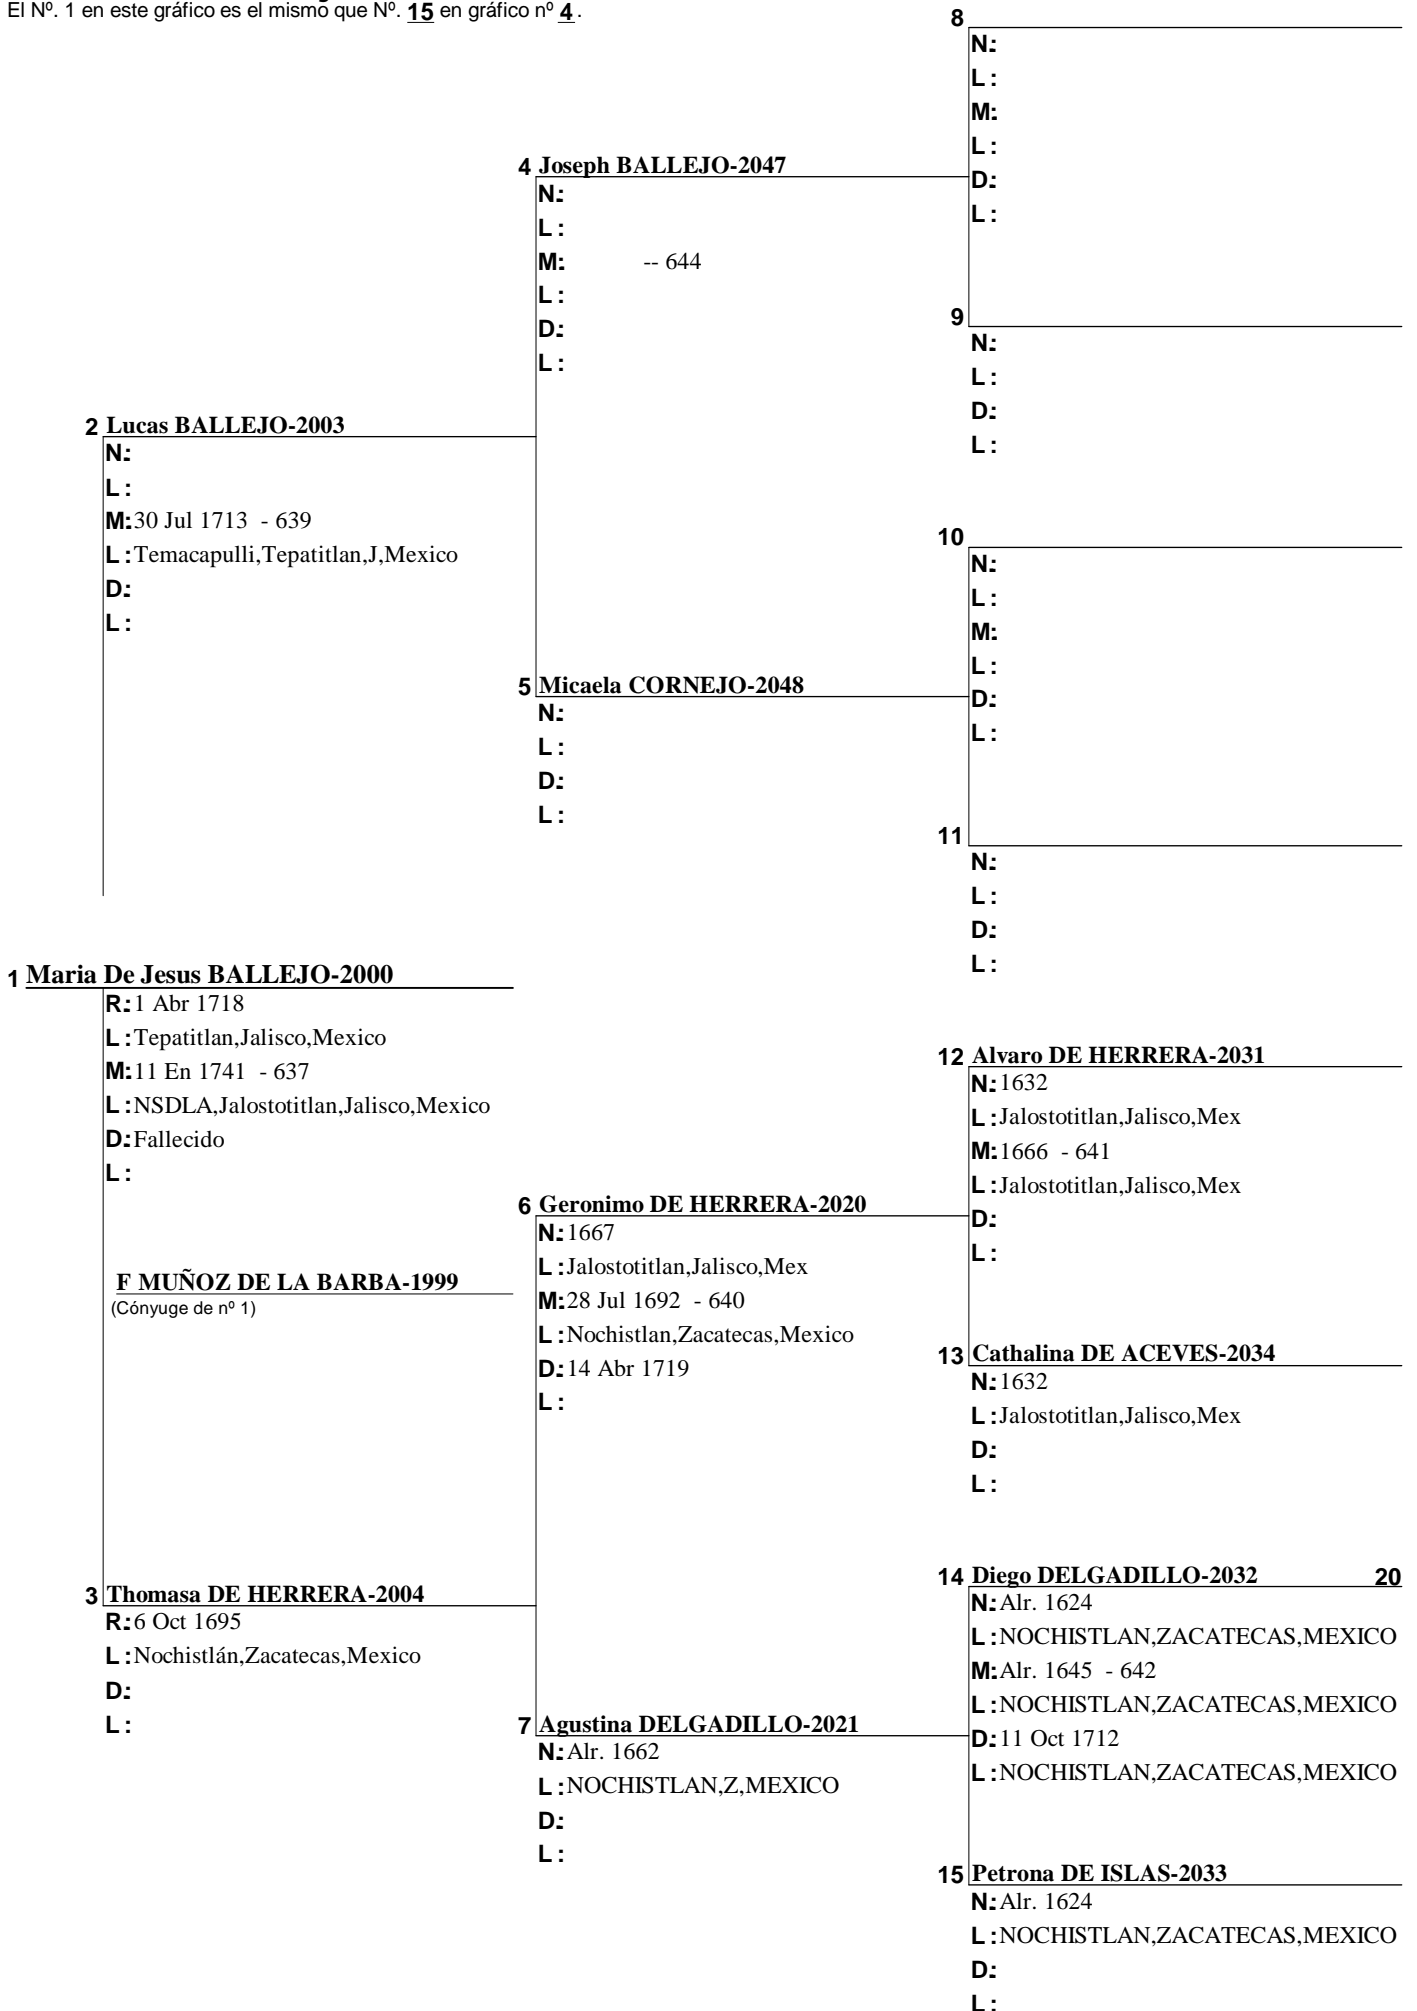 El Nº. 1 en este gráfico es el mismo que Nº. 15 en gráfico nº 4 .
8
N:
L :
M:
L :
D:
L :
4 Joseph BALLEJO-2047
N:
L :
M: -- 644
L :
D:
L :
9
N:
L :
D:
L :
2 Lucas BALLEJO-2003
N:
L :
M: 30 Jul 1713 - 639
L : Temacapulli,Tepatitlan,J,Mexico
D:
L :
10
N:
L :
M:
L :
D:
L :
5 Micaela CORNEJO-2048
N:
L :
D:
L :
11
N:
L :
D:
L :
1 Maria De Jesus BALLEJO-2000
R: 1 Abr 1718
L : Tepatitlan,Jalisco,Mexico
M: 11 En 1741 - 637
L : NSDLA,Jalostotitlan,Jalisco,Mexico
D: Fallecido
L :
F MUÑOZ DE LA BARBA-1999
(Cónyuge de nº 1)
12 Alvaro DE HERRERA-2031
N: 1632
L : Jalostotitlan,Jalisco,Mex
M: 1666 - 641
L : Jalostotitlan,Jalisco,Mex
D:
L :
6 Geronimo DE HERRERA-2020
N: 1667
L : Jalostotitlan,Jalisco,Mex
M: 28 Jul 1692 - 640
L : Nochistlan,Zacatecas,Mexico
D: 14 Abr 1719
L :
13 Cathalina DE ACEVES-2034
N: 1632
L : Jalostotitlan,Jalisco,Mex
D:
L :
3 Thomasa DE HERRERA-2004
R: 6 Oct 1695
L : Nochistlán,Zacatecas,Mexico
D:
L :
14 Diego DELGADILLO-2032 20
N: Alr. 1624
L : NOCHISTLAN,ZACATECAS,MEXICO
M: Alr. 1645 - 642
L : NOCHISTLAN,ZACATECAS,MEXICO
D: 11 Oct 1712
L : NOCHISTLAN,ZACATECAS,MEXICO
7 Agustina DELGADILLO-2021
N: Alr. 1662
L : NOCHISTLAN,Z,MEXICO
D:
L :
15 Petrona DE ISLAS-2033
N: Alr. 1624
L : NOCHISTLAN,ZACATECAS,MEXICO
D:
L :